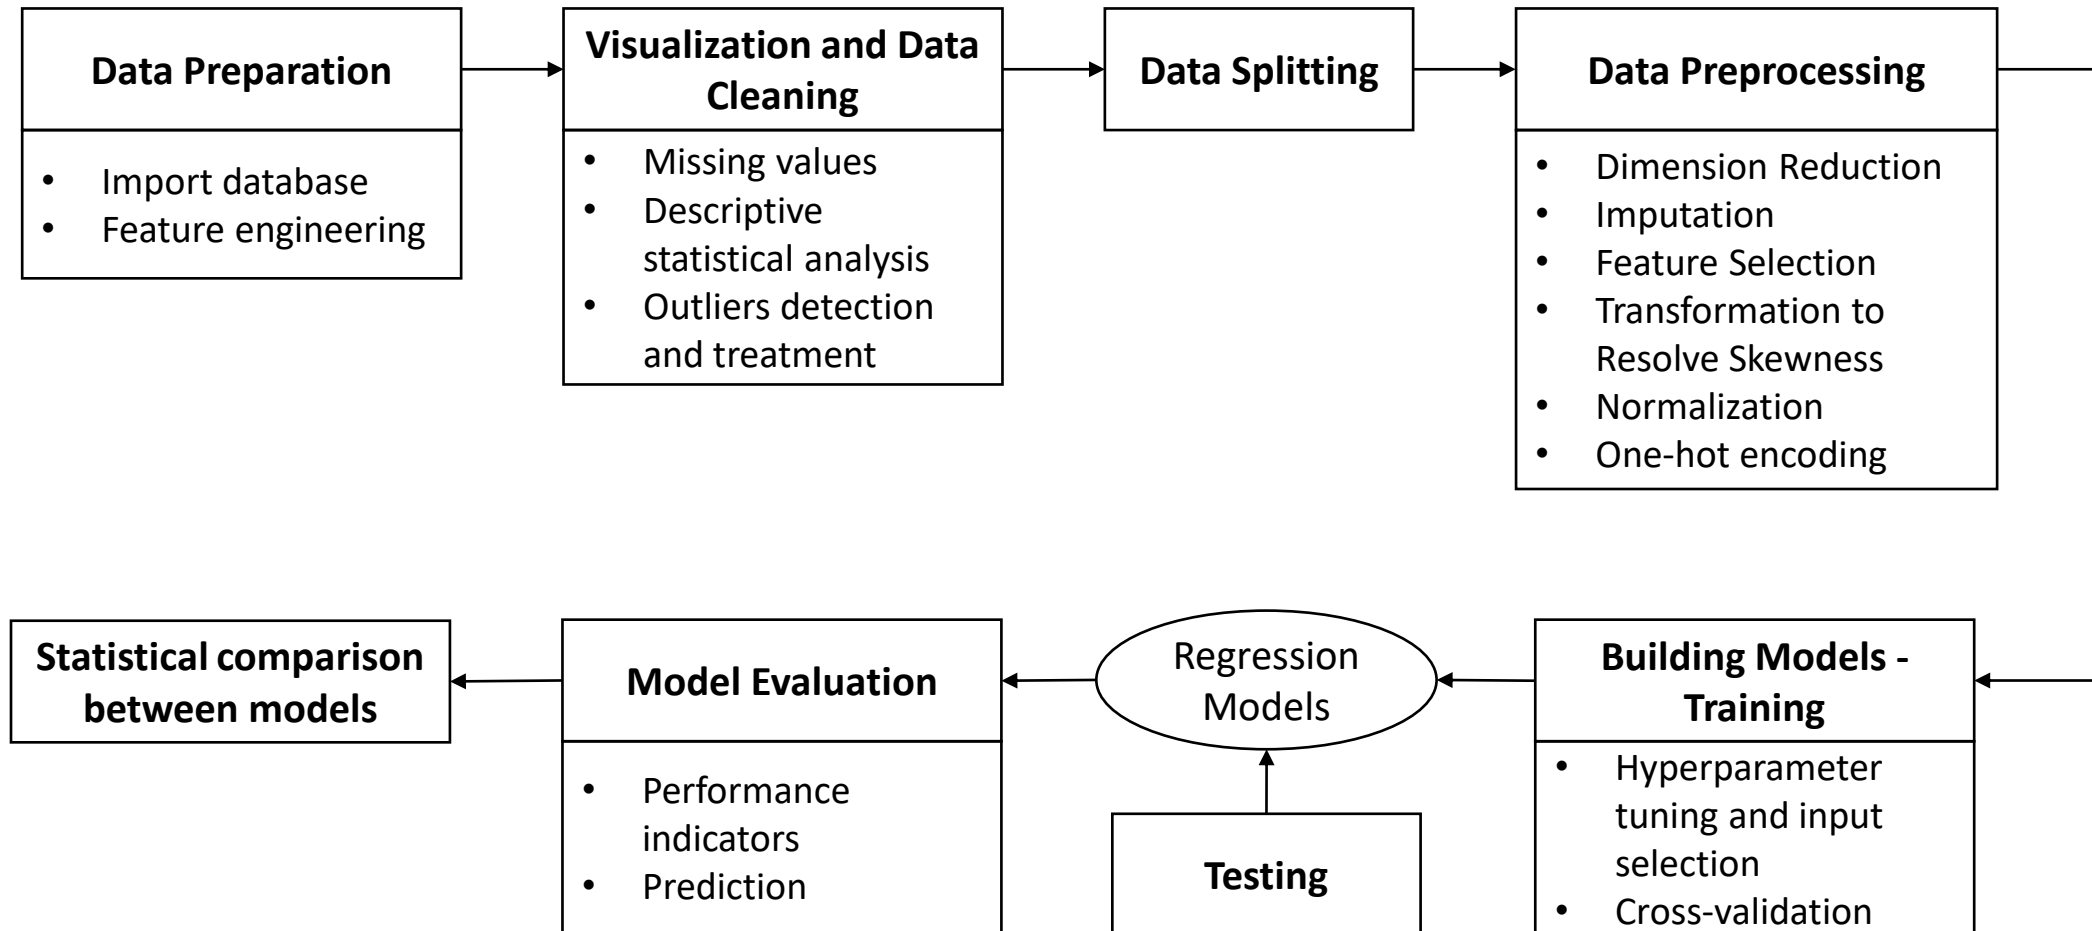 Data Preparation
• Import database
• Feature engineering
Visualization and Data
Cleaning
• Missing values
• Descriptive
statistical analysis
• Outliers detection
and treatment
Data Splitting
Data Preprocessing
• Dimension Reduction
• Imputation
• Feature Selection
• Transformation to
Resolve Skewness
• Normalization
• One-hot encoding
Building Models -
Training
• Hyperparameter
tuning and input
selection
• Cross-validation
Regression
Models
Testing
Model Evaluation
• Performance
indicators
• Prediction
Statistical comparison
between models